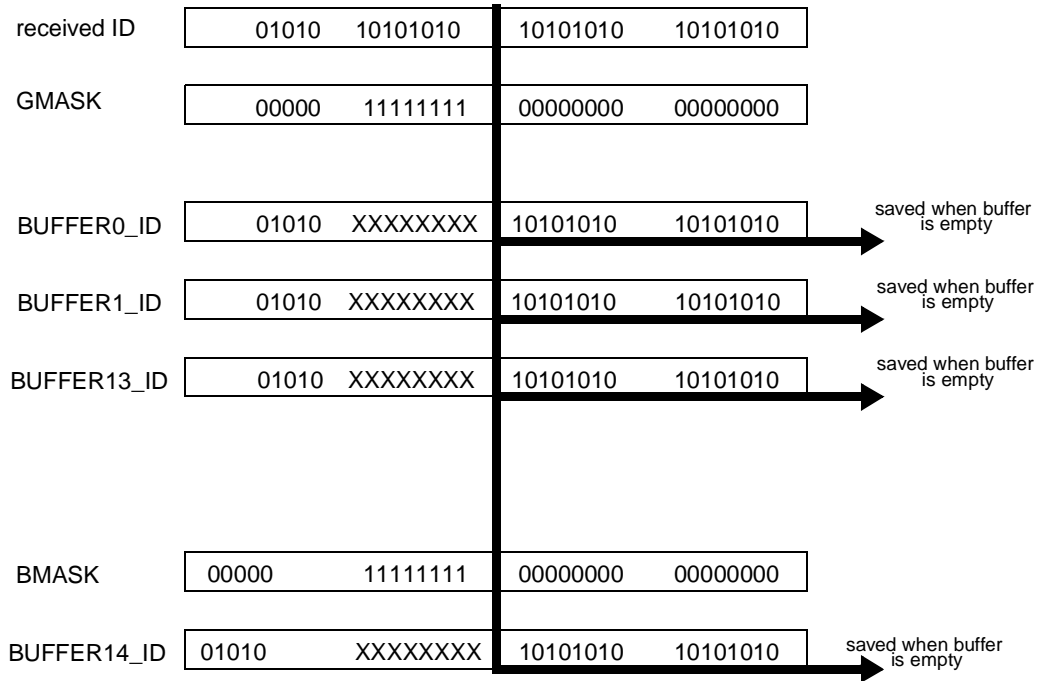 received ID 01010 10101010 10101010 10101010
GMASK 00000 11111111 00000000 00000000
BUFFER0_ID 01010 XXXXXXXX 10101010 10101010
saved when buffer
is empty
BUFFER1_ID 01010 XXXXXXXX 10101010 10101010
saved when buffer
is empty
BUFFER13_ID 01010 XXXXXXXX 10101010 10101010
saved when buffer
is empty
BMASK 00000 11111111 00000000 00000000
BUFFER14_ID 01010 XXXXXXXX 10101010 10101010
saved when buffer
is empty